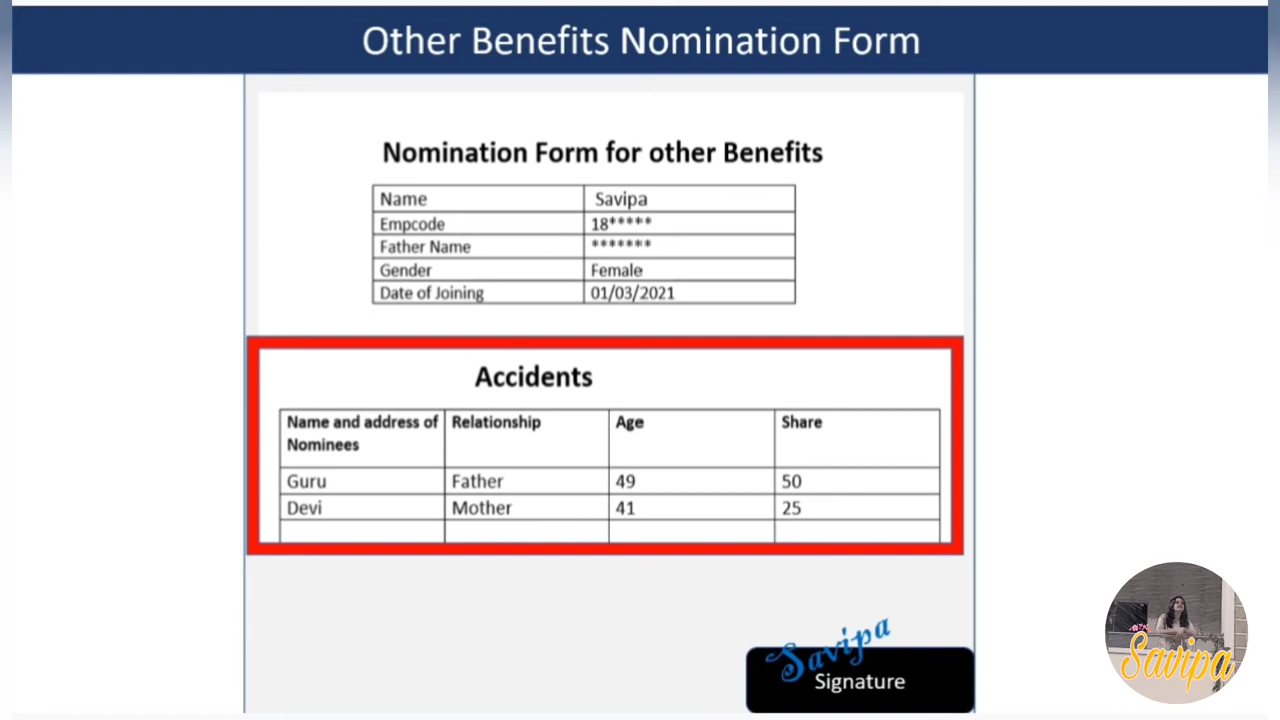 Other Benefits Nomination Form
Nomination Form for other Benefits
Name Savipa
Empcode 18*****
Father Name *******
Gender Female
Date of Joining 01/03/2021
Accidents
Name and address of Nominees Relationship Age Share
Guru Father 49 50
Devi Mother 41 25
Savipa
Signature
Savipa